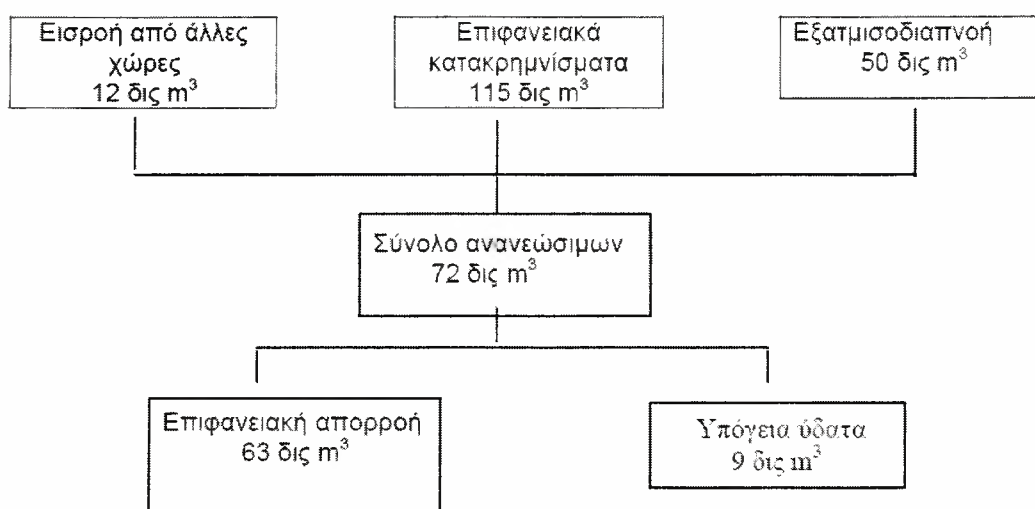 Εισροή από άλλες
χώρες
12 δις m³
Επιφανειακά
κατακρημνίσματα
115 δις m³
Εξατμισοδιαπνοή
50 δις m³
Σύνολο ανανεώσιμων
72 δις m³
Επιφανειακή απορροή
63 δις m³
Υπόγεια ύδατα
9 δις m³